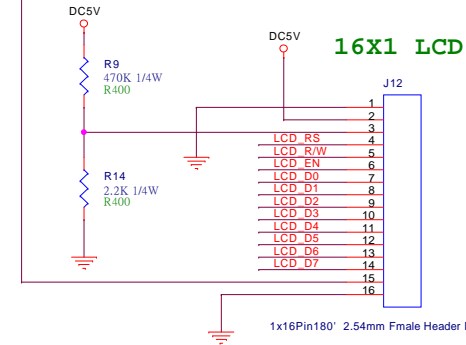 DC5V
DC5V
16X1 LCD
R9
470K 1/4W
R400
J12
1
2
3
LCD_RS 4
LCD_R/W 5
LCD_EN 6
LCD_D0 7
LCD_D1 8
LCD_D2 9
LCD_D3 10
LCD_D4 11
LCD_D5 12
LCD_D6 13
LCD_D7 14
15
16
R14
2.2K 1/4W
R400
1x16Pin180' 2.54mm Fmale Header